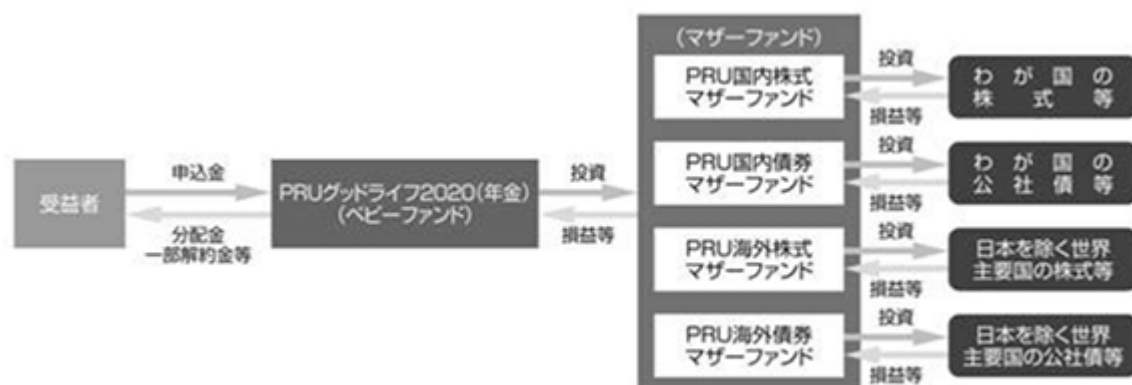 受益者
申込金
分配金
一部解約金等
PRUグッドライフ2020(年金)
(ベビーファンド)
投資
損益等
(マザーファンド)
PRU国内株式
マザーファンド
投資
損益等
わが国の
株式等
PRU国内債券
マザーファンド
投資
損益等
わが国の
公社債等
PRU海外株式
マザーファンド
投資
損益等
日本を除く世界
主要国の株式等
PRU海外債券
マザーファンド
投資
損益等
日本を除く世界
主要国の公社債等